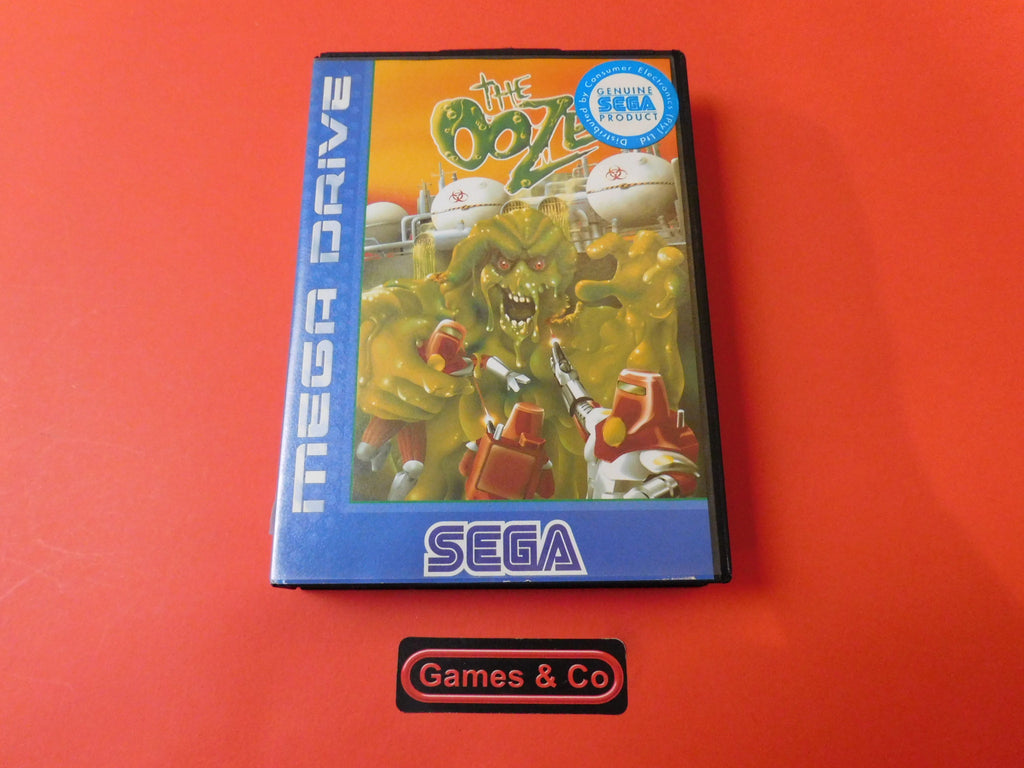 MEGA DRIVE
THE
OOZE
Distributed by Consumer Electronics (Pty) Ltd
GENUINE
SEGA
PRODUCT
SEGA
Games & Co